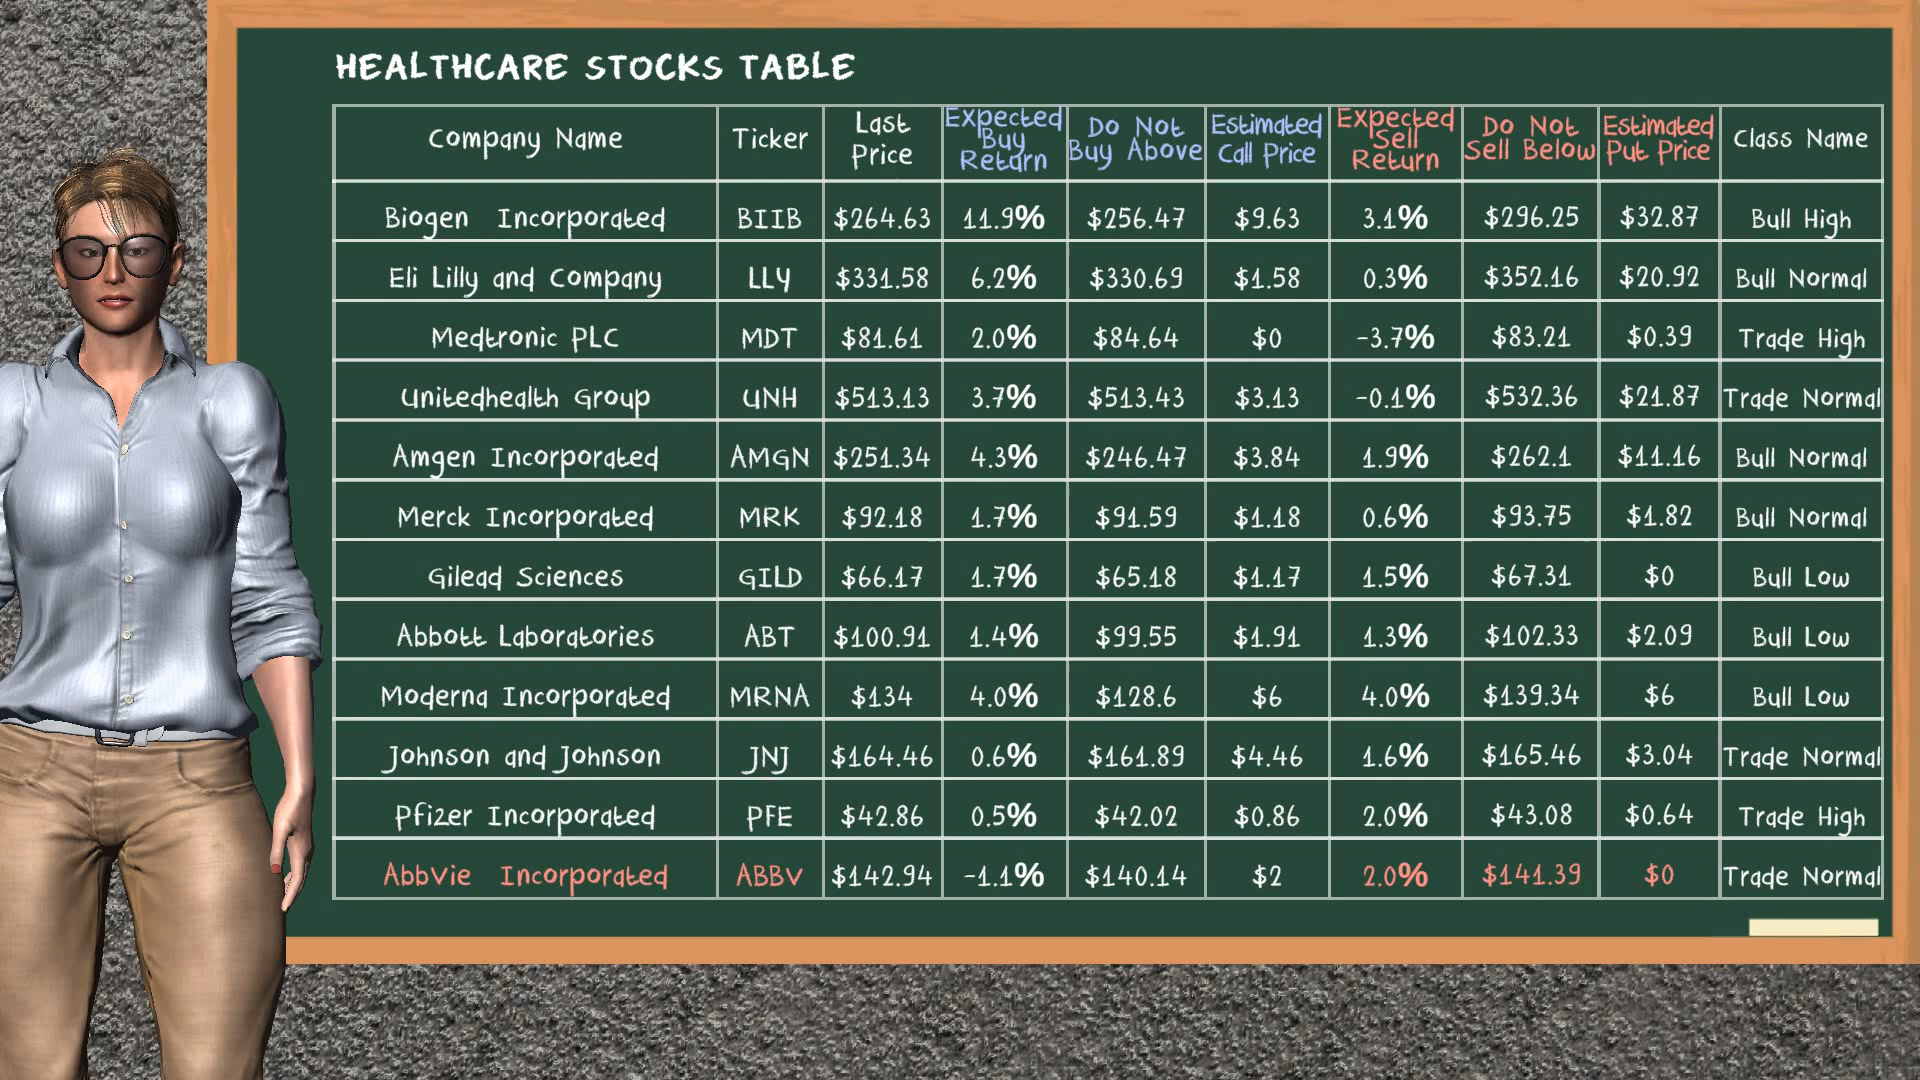 HEALTHCARE STOCKS TABLE
Company Name Ticker Last Price Expected Buy Return Do Not Buy Above Estimated Call Price Expected Sell Return Do Not Sell Below Estimated Put Price Class Name
Biogen Incorporated BIIB $264.63 11.9% $256.47 $9.63 3.1% $296.25 $32.87 Bull High
Eli Lilly and Company LLY $331.58 6.2% $330.69 $1.58 0.3% $352.16 $20.92 Bull Normal
Medtronic PLC MDT $81.61 2.0% $84.64 $0 -3.7% $83.21 $0.39 Trade High
Unitedhealth Group UNH $513.13 3.7% $513.43 $3.13 -0.1% $532.36 $21.87 Trade Normal
Amgen Incorporated AMGN $251.34 4.3% $246.47 $3.84 1.9% $262.1 $11.16 Bull Normal
Merck Incorporated MRK $92.18 1.7% $91.59 $1.18 0.6% $93.75 $1.82 Bull Normal
Gilead Sciences GILD $66.17 1.7% $65.18 $1.17 1.5% $67.31 $0 Bull Low
Abbott Laboratories ABT $100.91 1.4% $99.55 $1.91 1.3% $102.33 $2.09 Bull Low
Moderna Incorporated MRNA $134 4.0% $128.6 $6 4.0% $139.34 $6 Bull Low
Johnson and Johnson JNJ $164.46 0.6% $161.89 $4.46 1.6% $165.46 $3.04 Trade Normal
Pfizer Incorporated PFE $42.86 0.5% $42.02 $0.86 2.0% $43.08 $0.64 Trade High
AbbVie Incorporated ABBV $142.94 -1.1% $140.14 $2 2.0% $141.39 $0 Trade Normal